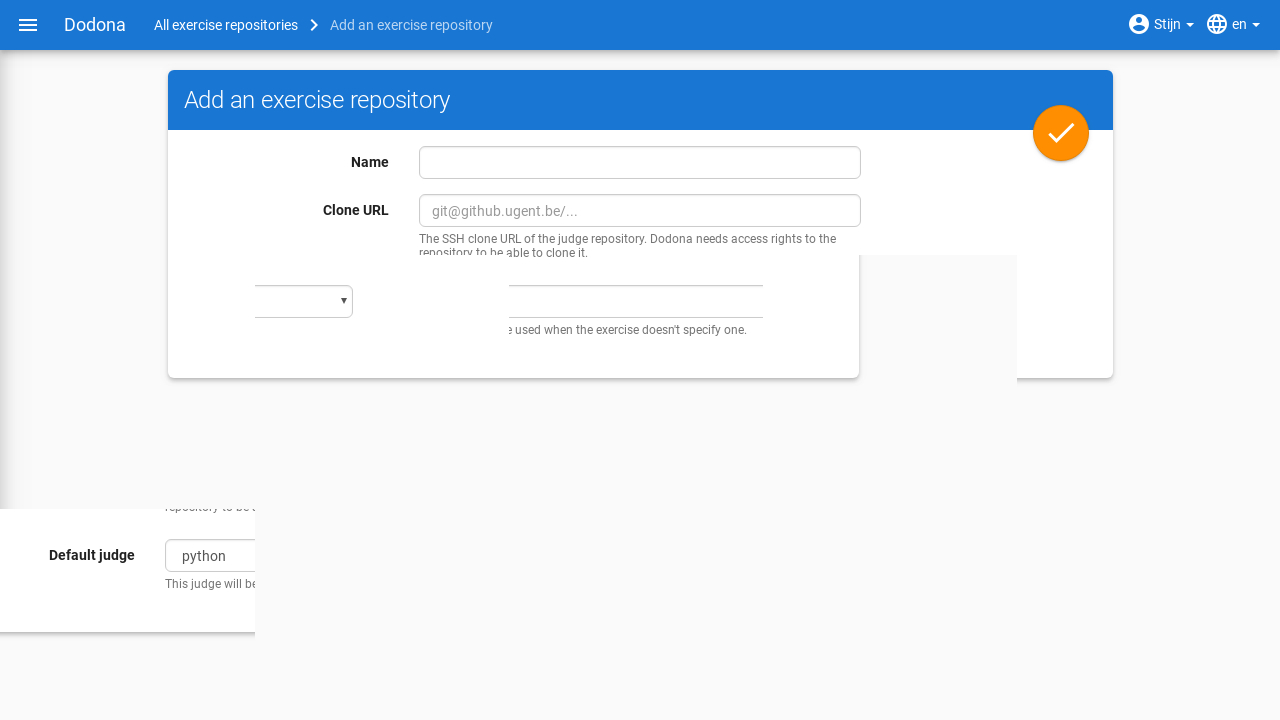 Dodona All exercise repositories Add an exercise repository Stijn en
Add an exercise repository
Name
Clone URL git@github.ugent.be/...
The SSH clone URL of the judge repository. Dodona needs access rights to the
repository to be able to clone it.
used when the exercise doesn't specify one.
repository to be
Default judge python
This judge will be